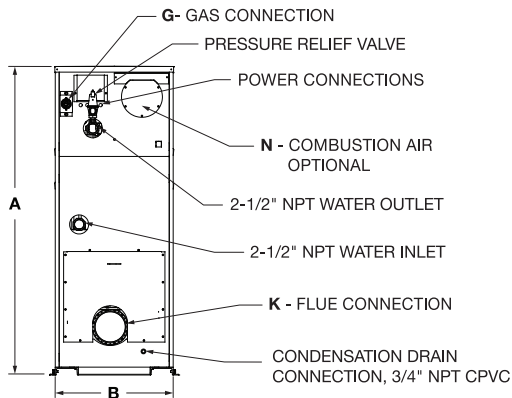 G- GAS CONNECTION
PRESSURE RELIEF VALVE
POWER CONNECTIONS
N - COMBUSTION AIR
OPTIONAL
A
2-1/2" NPT WATER OUTLET
2-1/2" NPT WATER INLET
K - FLUE CONNECTION
CONDENSATION DRAIN
CONNECTION, 3/4" NPT CPVC
B